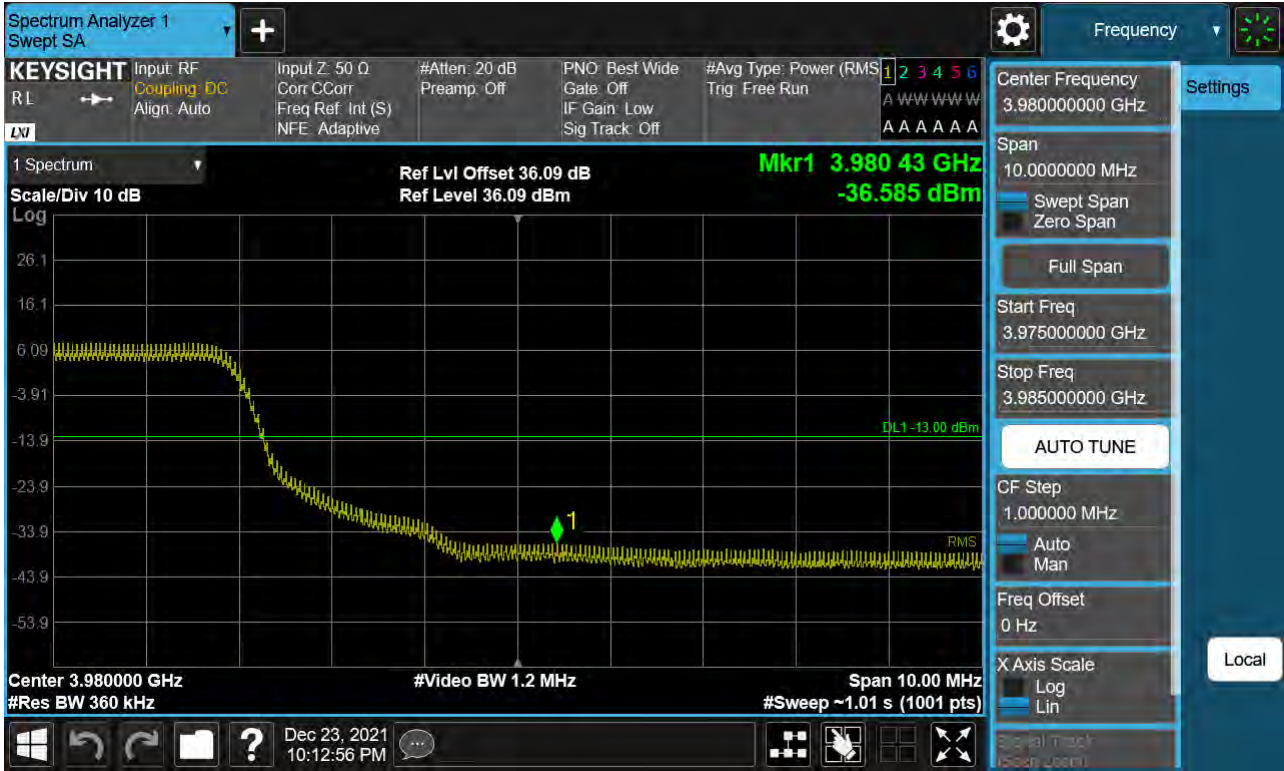 Spectrum Analyzer 1
Swept SA
Frequency
KEYSIGHT
RL
LXI
Input: RF
Coupling: DC
Align: Auto
Input Z: 50 Ω
Corr CCorr
Freq Ref: Int (S)
NFE: Adaptive
#Atten: 20 dB
Preamp: Off
PNO: Best Wide
Gate: Off
IF Gain: Low
Sig Track: Off
#Avg Type: Power (RMS
Trig: Free Run
1 2 3 4 5 6
A W W W W W
A A A A A A
1 Spectrum
Scale/Div 10 dB
Log
Ref Lvl Offset 36.09 dB
Ref Level 36.09 dBm
Mkr1 3.980 43 GHz
-36.585 dBm
26.1
16.1
6.09
-3.91
-13.9
-23.9
-33.9
-43.9
-53.9
DL1 -13.00 dBm
1
RMS
Center 3.980000 GHz
#Res BW 360 kHz
#Video BW 1.2 MHz
Span 10.00 MHz
#Sweep ~1.01 s (1001 pts)
Center Frequency
3.980000000 GHz
Span
10.0000000 MHz
Swept Span
Zero Span
Full Span
Start Freq
3.975000000 GHz
Stop Freq
3.985000000 GHz
AUTO TUNE
CF Step
1.000000 MHz
Auto
Man
Freq Offset
0 Hz
X Axis Scale
Log
Lin
Signal Track
(Span Zoom)
Settings
Local
?
Dec 23, 2021
10:12:56 PM